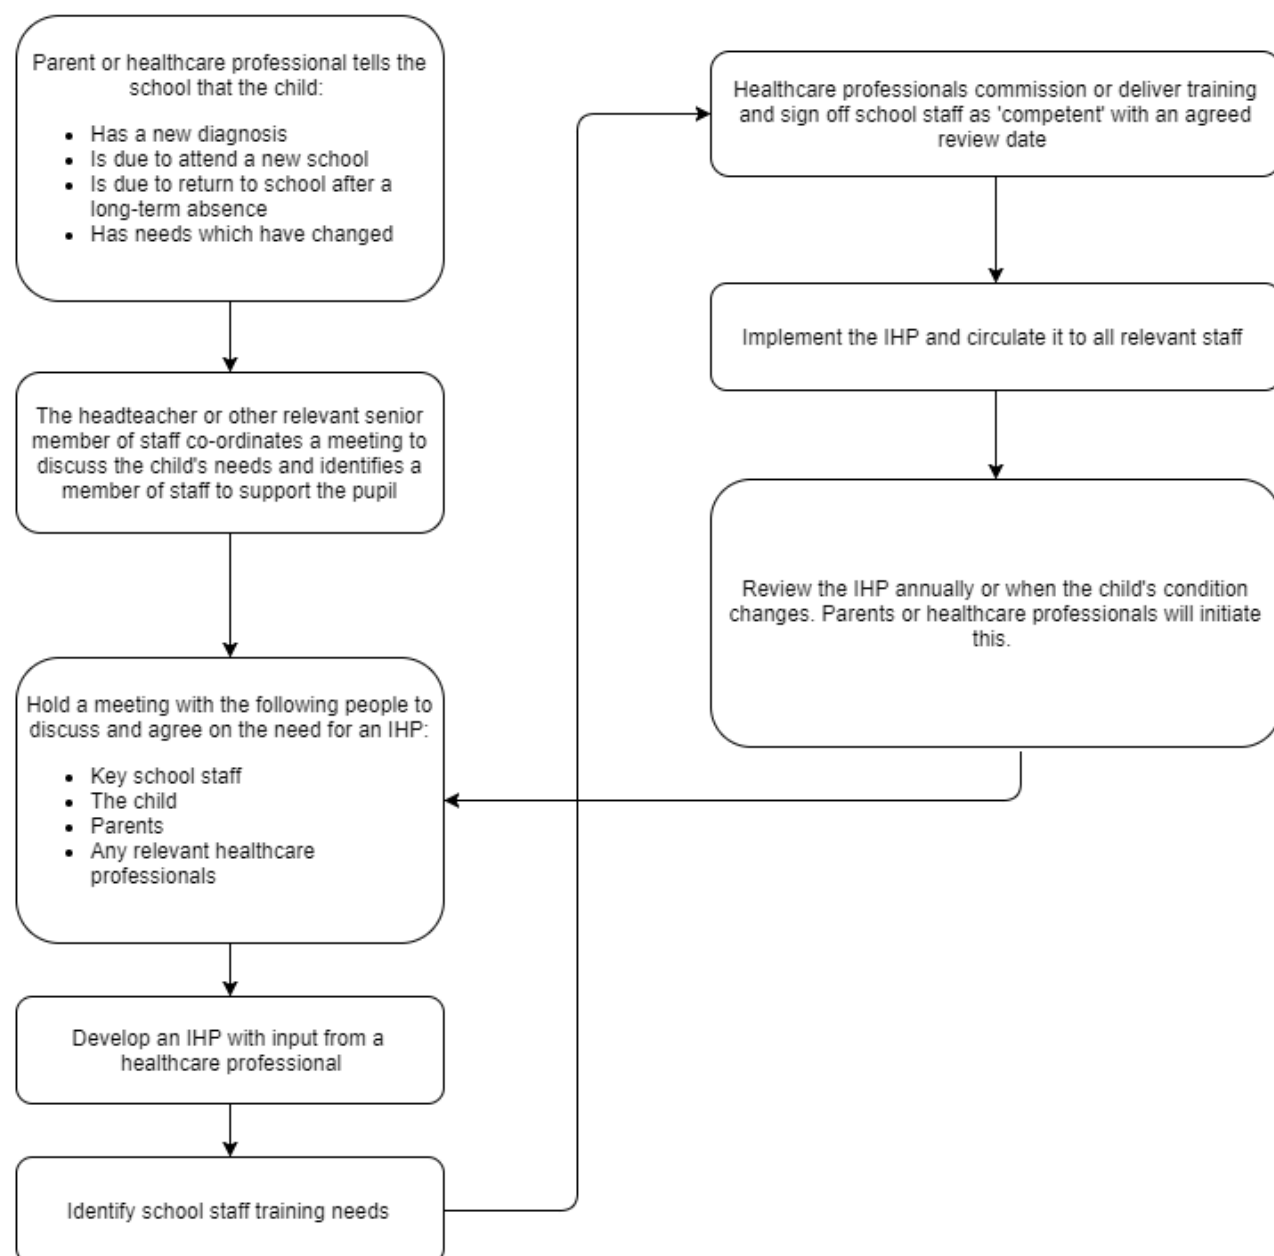 Parent or healthcare professional tells the
school that the child:
• Has a new diagnosis
• Is due to attend a new school
• Is due to return to school after a
long-term absence
• Has needs which have changed
The headteacher or other relevant senior
member of staff co-ordinates a meeting to
discuss the child's needs and identifies a
member of staff to support the pupil
Hold a meeting with the following people to
discuss and agree on the need for an IHP:
• Key school staff
• The child
• Parents
• Any relevant healthcare
professionals
Develop an IHP with input from a
healthcare professional
Identify school staff training needs
Healthcare professionals commission or deliver training
and sign off school staff as 'competent' with an agreed
review date
Implement the IHP and circulate it to all relevant staff
Review the IHP annually or when the child's condition
changes. Parents or healthcare professionals will initiate
this.